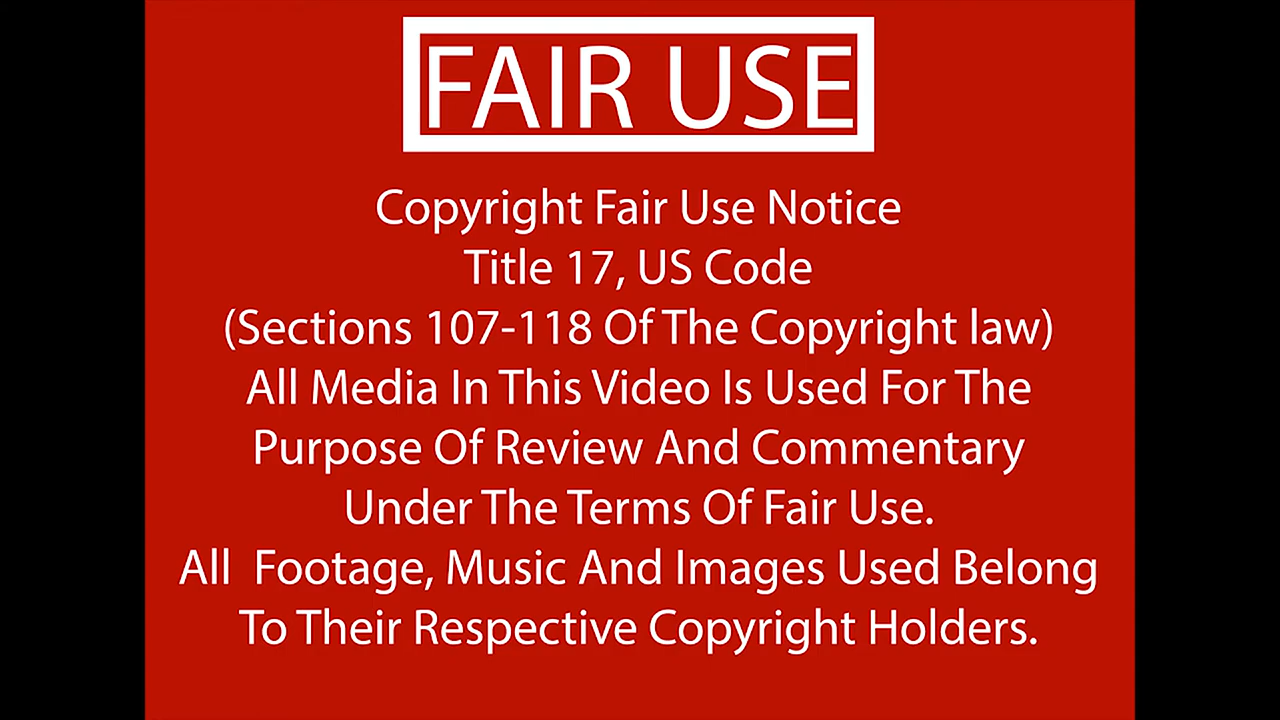 FAIR USE
Copyright Fair Use Notice
Title 17, US Code
(Sections 107-118 Of The Copyright law)
All Media In This Video Is Used For The
Purpose Of Review And Commentary
Under The Terms Of Fair Use.
All Footage, Music And Images Used Belong
To Their Respective Copyright Holders.